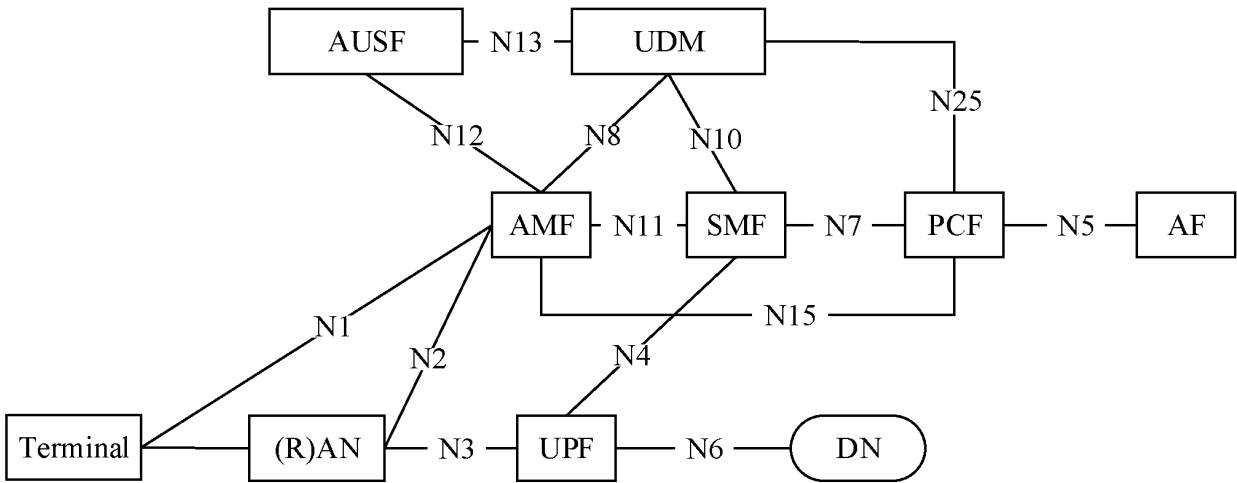 AUSF N13 UDM
N25
N12 N8 N10
AMF N11 SMF N7 PCF N5 AF
N15
N1
N2 N4
Terminal (R)AN N3 UPF N6 DN